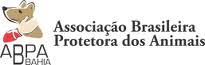 Associação Brasileira
Protetora dos Animais
ABPA
BAHIA